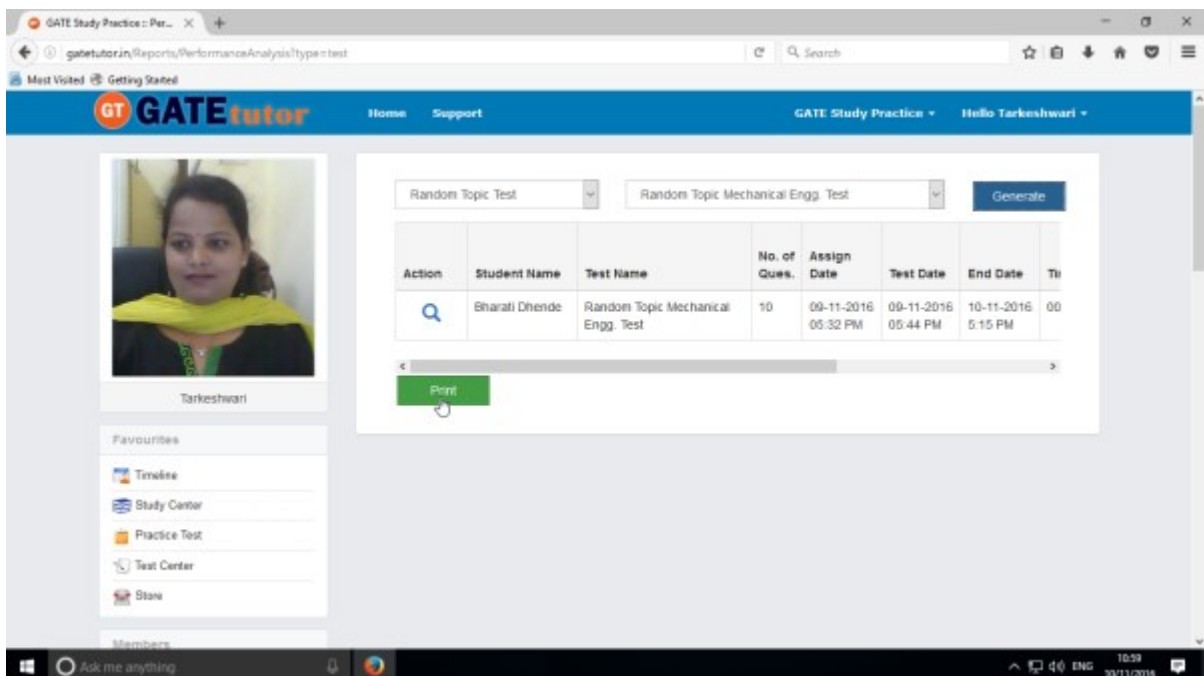 GATE Study Practice :: Per...
gatetutor.in/Reports/PerformanceAnalysis?type=test
Search
Most Visited
Getting Started
GT GATEtutor
Home
Support
GATE Study Practice
Hello Tarkeshwari
Tarkeshwari
Favourites
Timeline
Study Center
Practice Test
Test Center
Store
Members
Random Topic Test
Random Topic Mechanical Engg. Test
Generate
Action
Student Name
Test Name
No. of
Ques.
Assign
Date
Test Date
End Date
Bharati Dhende
Random Topic Mechanical
Engg. Test
10
09-11-2016
05:32 PM
09-11-2016
05:44 PM
10-11-2016
5:15 PM
00
Print
Ask me anything
ENG
10:59
10/11/2016